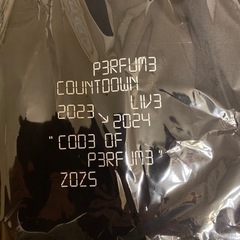 P3RFUM3
COUNTDOWN
LIV3
2023↘2024
"COD3 OF
P3RFUM3"
ZOZ5